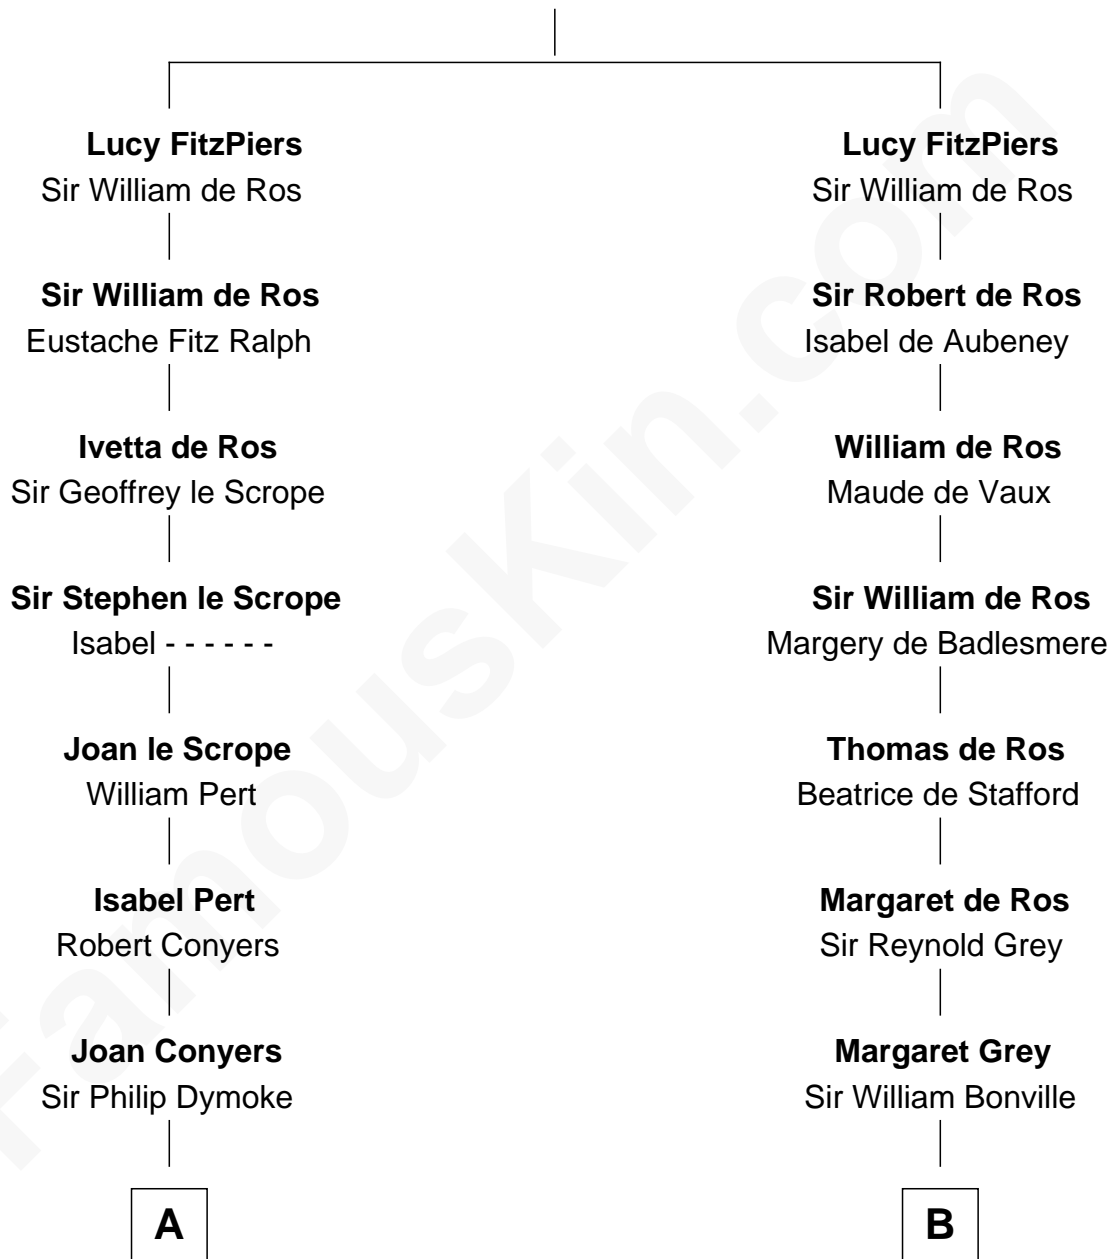 Lucy FitzPiers
Sir William de Ros
Sir William de Ros
Eustache Fitz Ralph
Ivetta de Ros
Sir Geoffrey le Scrope
Sir Stephen le Scrope
Isabel - - - - - -
Joan le Scrope
William Pert
Isabel Pert
Robert Conyers
Joan Conyers
Sir Philip Dymoke
A
Lucy FitzPiers
Sir William de Ros
Sir Robert de Ros
Isabel de Aubeney
William de Ros
Maude de Vaux
Sir William de Ros
Margery de Badlesmere
Thomas de Ros
Beatrice de Stafford
Margaret de Ros
Sir Reynold Grey
Margaret Grey
Sir William Bonville
B
FamousKin.com